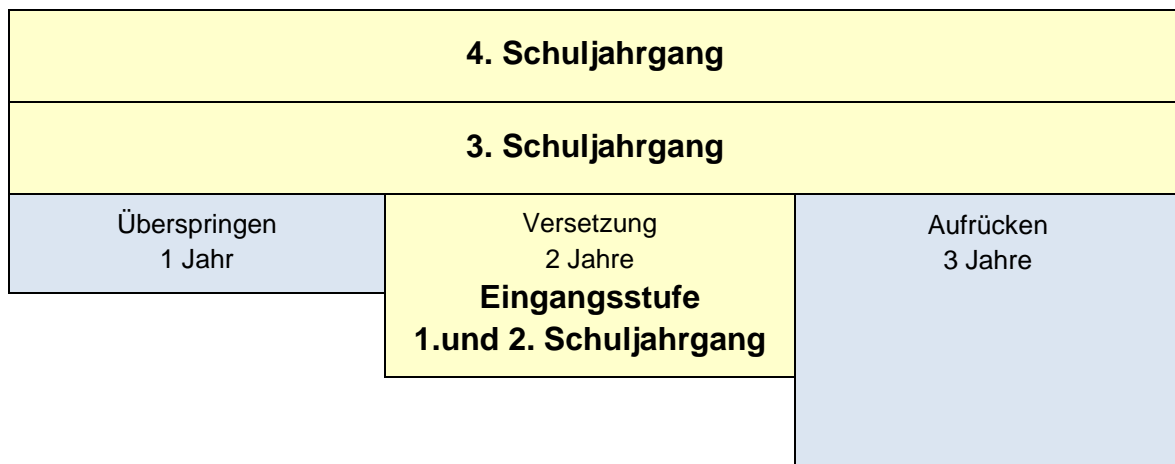 4. Schuljahrgang
3. Schuljahrgang
Überspringen
1 Jahr
Versetzung
2 Jahre
Eingangsstufe
1.und 2. Schuljahrgang
Aufrücken
3 Jahre